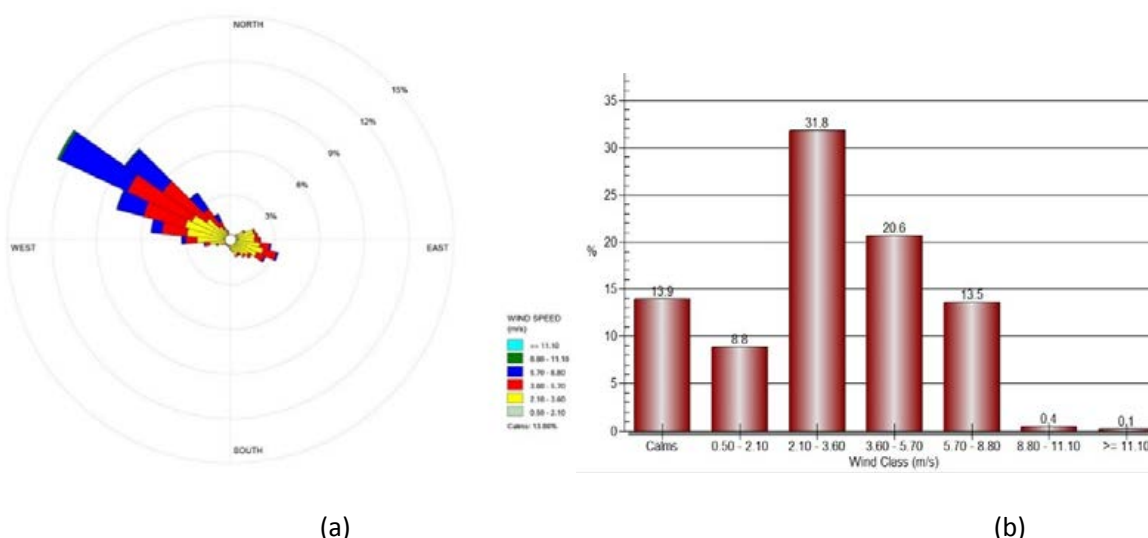 NORTH
15%
12%
9%
6%
3%
WEST
EAST
SOUTH
WIND SPEED
(m/s)
>= 11.10
8.80 - 11.10
5.70 - 8.80
3.60 - 5.70
2.10 - 3.60
0.50 - 2.10
Calms:
(a)
35
30
25
20
15
10
5
0
%
13.9
8.8
31.8
20.6
13.5
0.4
0.1
Calms
0.50 - 2.10
2.10 - 3.60
3.60 - 5.70
5.70 - 8.80
8.80 - 11.10
>= 11.10
Wind Class (m/s)
(b)